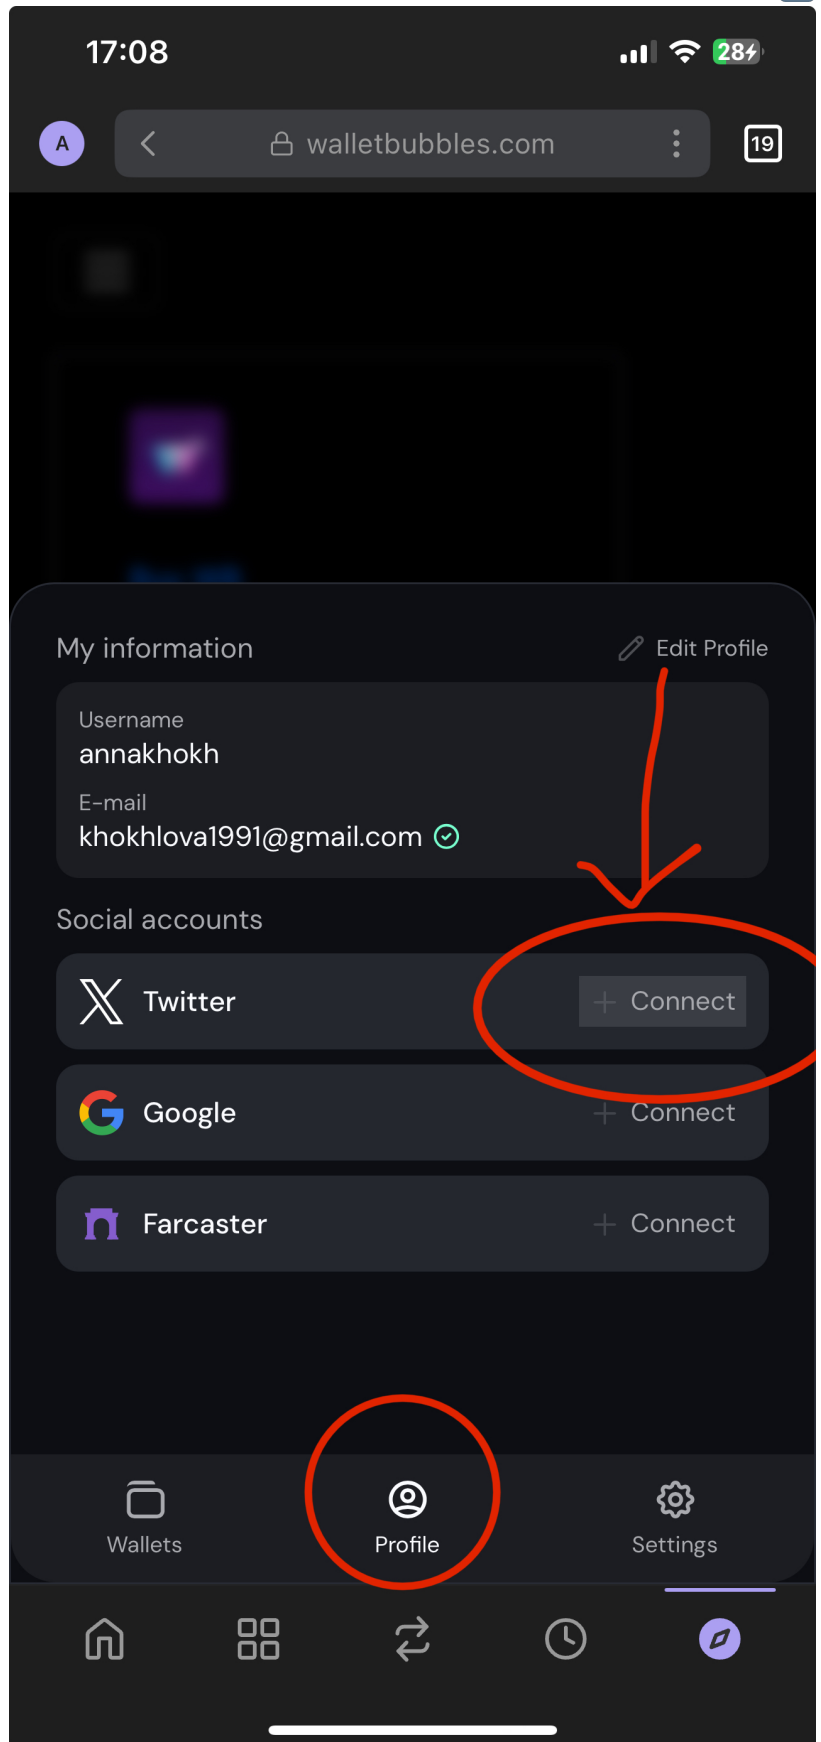 17:08
28
A
walletbubbles.com
19
My information
Edit Profile
Username
annakhokh
E-mail
khokhlova1991@gmail.com
Social accounts
Twitter
+ Connect
Google
+ Connect
Farcaster
+ Connect
Wallets
Profile
Settings